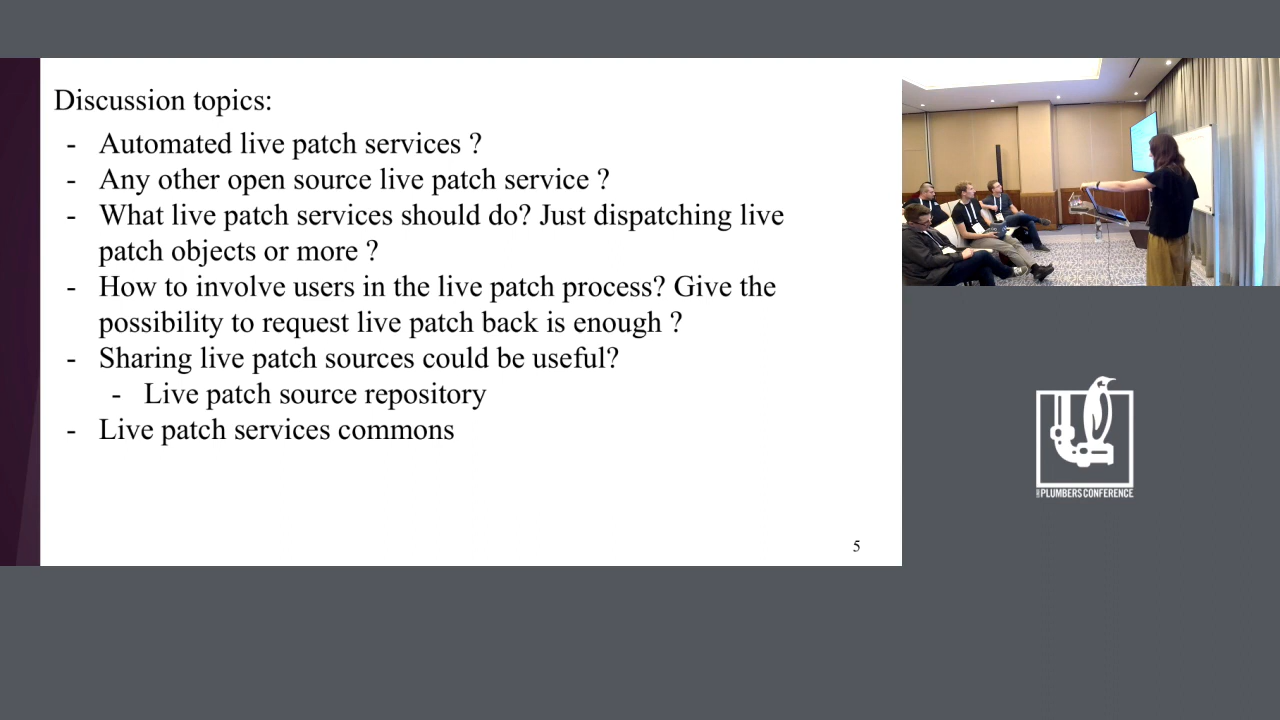 Discussion topics:
- Automated live patch services ?
- Any other open source live patch service ?
- What live patch services should do? Just dispatching live
patch objects or more ?
- How to involve users in the live patch process? Give the
possibility to request live patch back is enough ?
- Sharing live patch sources could be useful?
- Live patch source repository
- Live patch services commons
5
PLUMBERS CONFERENCE